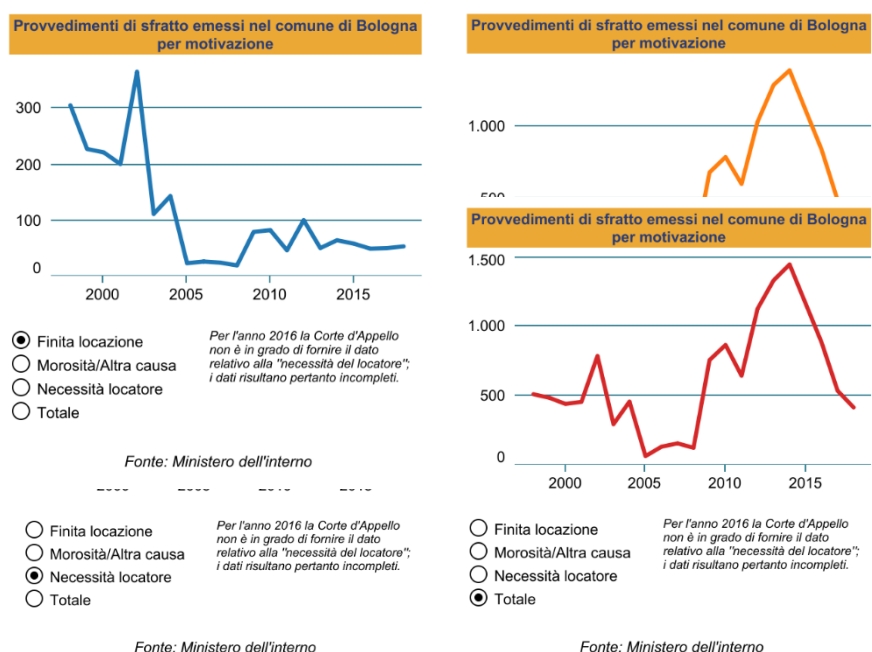 Provvedimenti di sfratto emessi nel comune di Bologna
per motivazione
300
200
100
0
2000 2005 2010 2015
Finita locazione
Morosità/Altra causa
Necessità locatore
Totale
Per l'anno 2016 la Corte d'Appello
non è in grado di fornire il dato
relativo alla "necessità del locatore";
i dati risultano pertanto incompleti.
Fonte: Ministero dell'interno
Finita locazione
Morosità/Altra causa
Necessità locatore
Totale
Per l'anno 2016 la Corte d'Appello
non è in grado di fornire il dato
relativo alla "necessità del locatore";
i dati risultano pertanto incompleti.
Fonte: Ministero dell'interno
Provvedimenti di sfratto emessi nel comune di Bologna
per motivazione
1.000
500
Provvedimenti di sfratto emessi nel comune di Bologna
per motivazione
1.500
1.000
500
0
2000 2005 2010 2015
Finita locazione
Morosità/Altra causa
Necessità locatore
Totale
Per l'anno 2016 la Corte d'Appello
non è in grado di fornire il dato
relativo alla "necessità del locatore";
i dati risultano pertanto incompleti.
Fonte: Ministero dell'interno